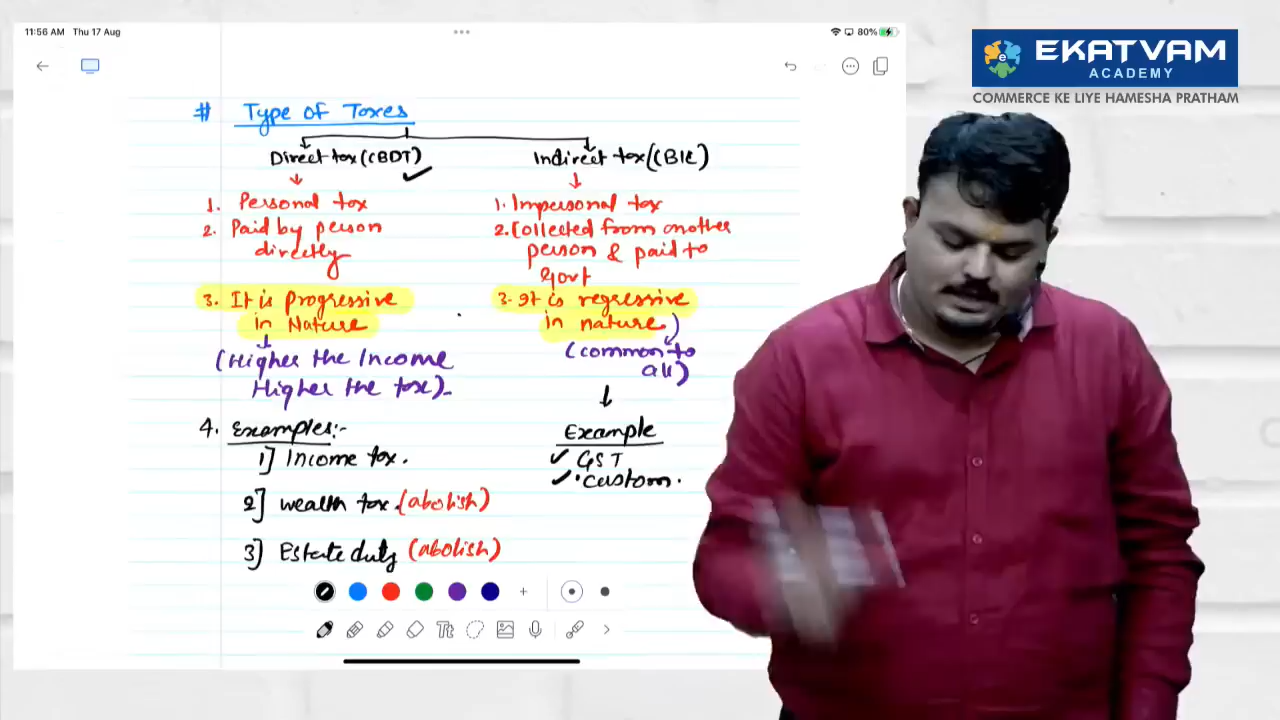 11:56 AM Thu 17 Aug
80%
EKATVAM
ACADEMY
COMMERCE KE LIYE HAMESHA PRATHAM
# Type of Taxes
Direct tax (CBDT)
1. Personal tax
2. Paid by person
directly
3. It is progressive
in Nature
(Higher the Income
Higher the tax).
4. Examples:-
1] Income tax.
2] wealth tax. (abolish)
3] Estate duty (abolish)
Indirect tax (CBIC)
1. Impersonal tax
2. Collected from another
person & paid to
Govt
3. It is regressive
in nature)
(common to
all)
Example
GST
Custom.
Tt